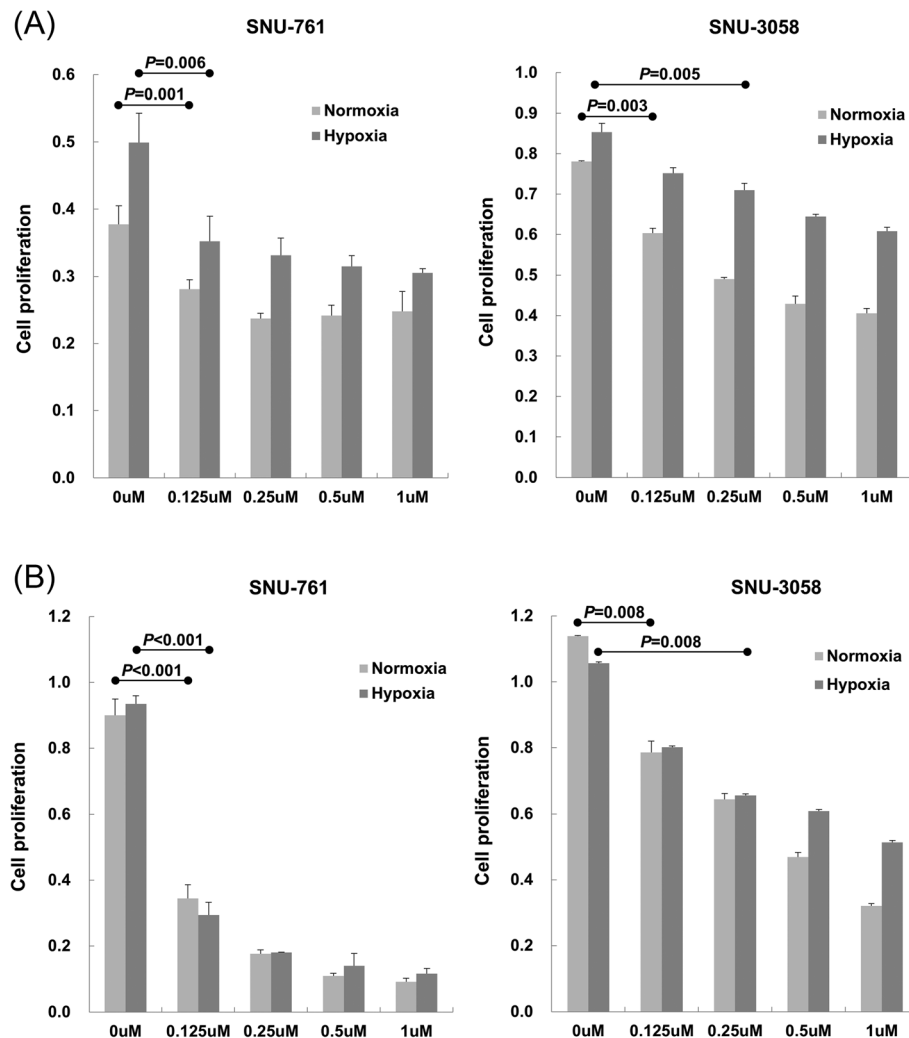 (A)
SNU-761
P=0.006
P=0.001
Normoxia
Hypoxia
Cell proliferation
0.6
0.5
0.4
0.3
0.2
0.1
0.0
0uM 0.125uM 0.25uM 0.5uM 1uM
SNU-3058
P=0.005
P=0.003
Normoxia
Hypoxia
Cell proliferation
1.0
0.9
0.8
0.7
0.6
0.5
0.4
0.3
0.2
0.1
0.0
0uM 0.125uM 0.25uM 0.5uM 1uM
(B)
SNU-761
P<0.001
P<0.001
Normoxia
Hypoxia
Cell proliferation
1.2
1.0
0.8
0.6
0.4
0.2
0.0
0uM 0.125uM 0.25uM 0.5uM 1uM
SNU-3058
P=0.008
P=0.008
Normoxia
Hypoxia
Cell proliferation
1.2
1.0
0.8
0.6
0.4
0.2
0.0
0uM 0.125uM 0.25uM 0.5uM 1uM